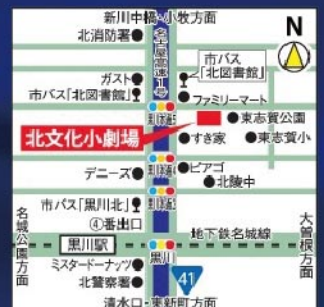 新川中橋・小牧方面
N
北消防署
名古屋高速1号
市バス
「北図書館」
ガスト
市バス「北図書館」
ファミリーマート
東志賀公園
北文化小劇場
すき家
東志賀小
ピアゴ
デニーズ
北陵中
市バス「黒川北」
④番出口
地下鉄名城線
名城公園方面
大曽根方面
黒川駅
黒川
ミスタードーナッツ
41
北警察署
清水口・東新町方面